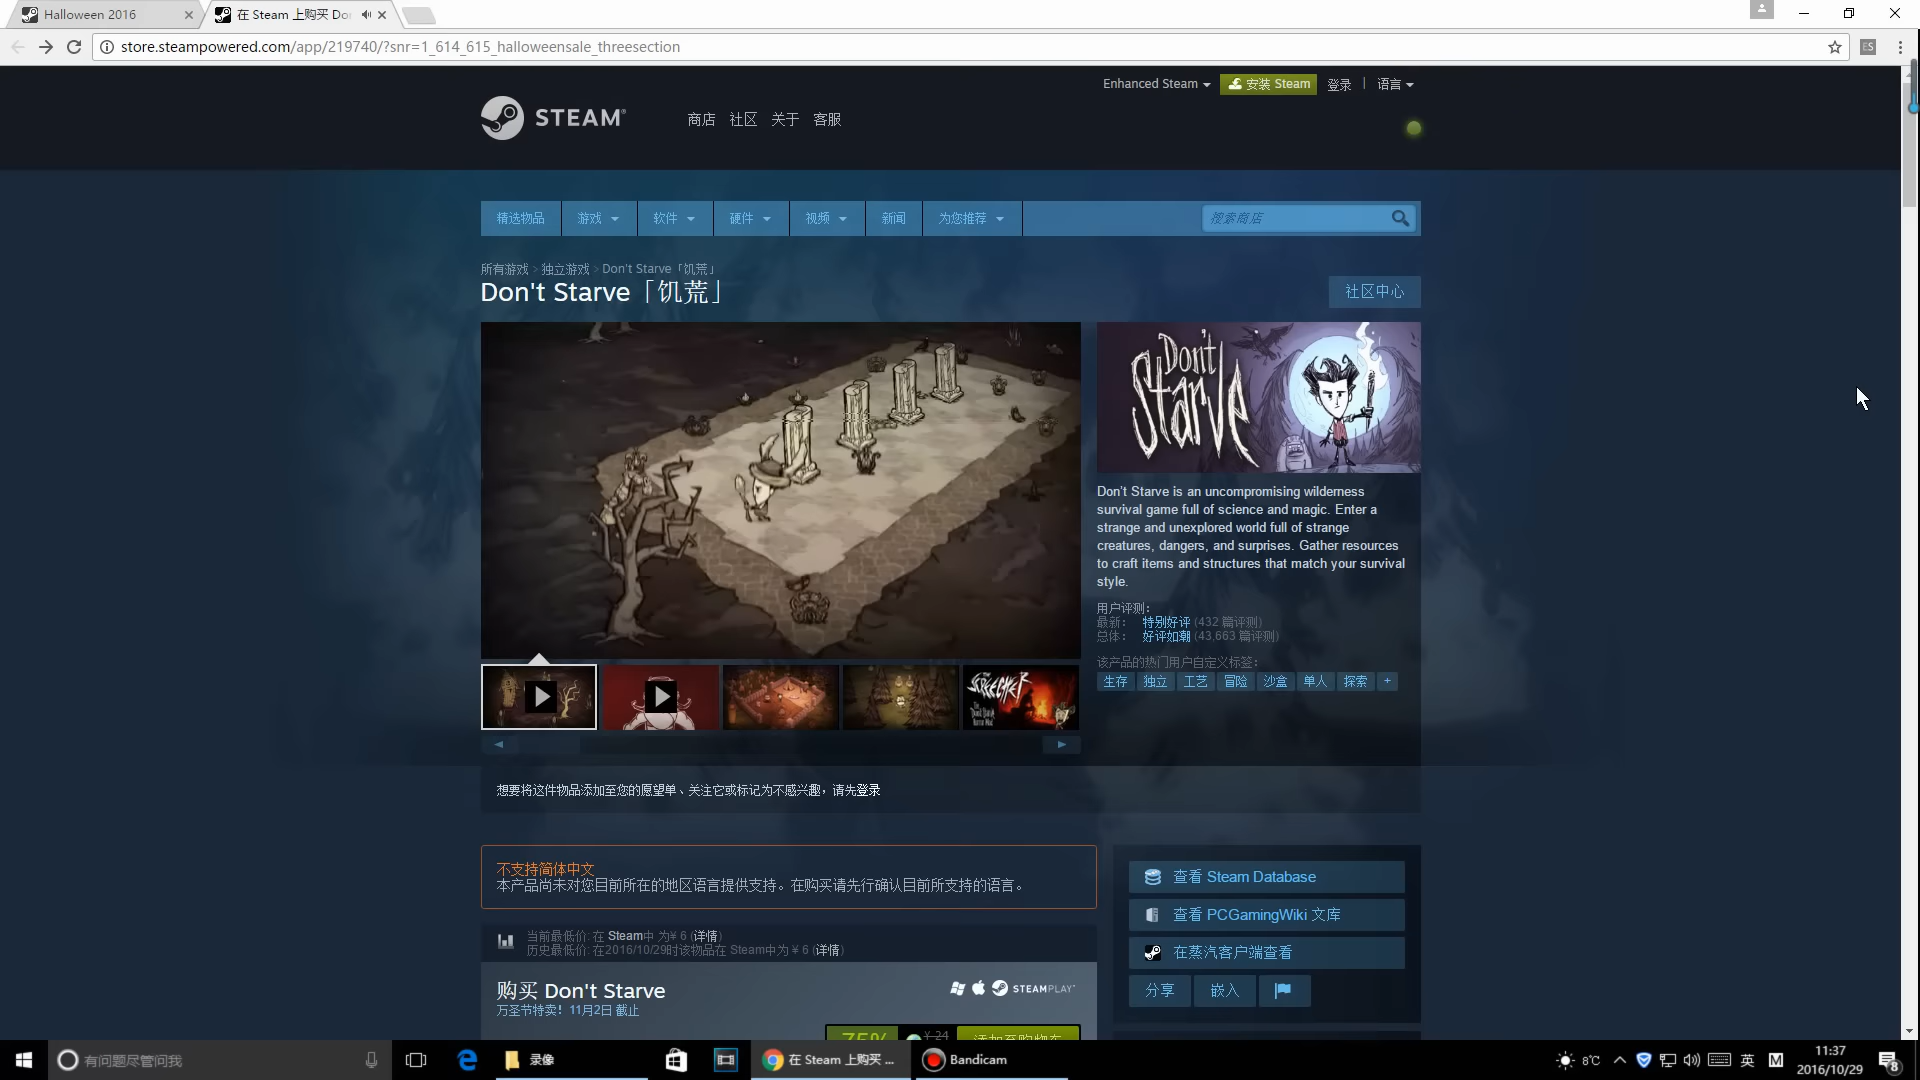 Halloween 2016
在 Steam 上购买 Do
store.steampowered.com/app/219740/?snr=1_614_615_halloweensale_threesection
ES
Enhanced Steam
安装 Steam
登录
语言
STEAM
商店 社区 关于 客服
精选物品
游戏
软件
硬件
视频
新闻
为您推荐
搜索商店
所有游戏 > 独立游戏 > Don't Starve「饥荒」
Don't Starve「饥荒」
社区中心
Don't Starve
Don't Starve is an uncompromising wilderness
survival game full of science and magic. Enter a
strange and unexplored world full of strange
creatures, dangers, and surprises. Gather resources
to craft items and structures that match your survival
style.
用户评测：
最新： 特别好评 (432 篇评测)
总体： 好评如潮 (43,663 篇评测)
该产品的热门用户自定义标签：
生存 独立 工艺 冒险 沙盒 单人 探索 +
THE SCREECHER
想要将这件物品添加至您的愿望单、关注它或标记为不感兴趣，请先登录
不支持简体中文
本产品尚未对您目前所在的地区语言提供支持。在购买请先行确认目前所支持的语言。
当前最低价: 在 Steam中 为¥ 6 (详情)
历史最低价: 在2016/10/29时该物品在 Steam中为 ¥ 6 (详情)
购买 Don't Starve
STEAMPLAY
万圣节特卖！11月2日 截止
75%
¥ 24
添加至购物车
查看 Steam Database
查看 PCGamingWiki 文库
在蒸汽客户端查看
分享
嵌入
有问题尽管问我
录像
在 Steam 上购买 ...
Bandicam
8℃
英
M
11:37
2016/10/29
8